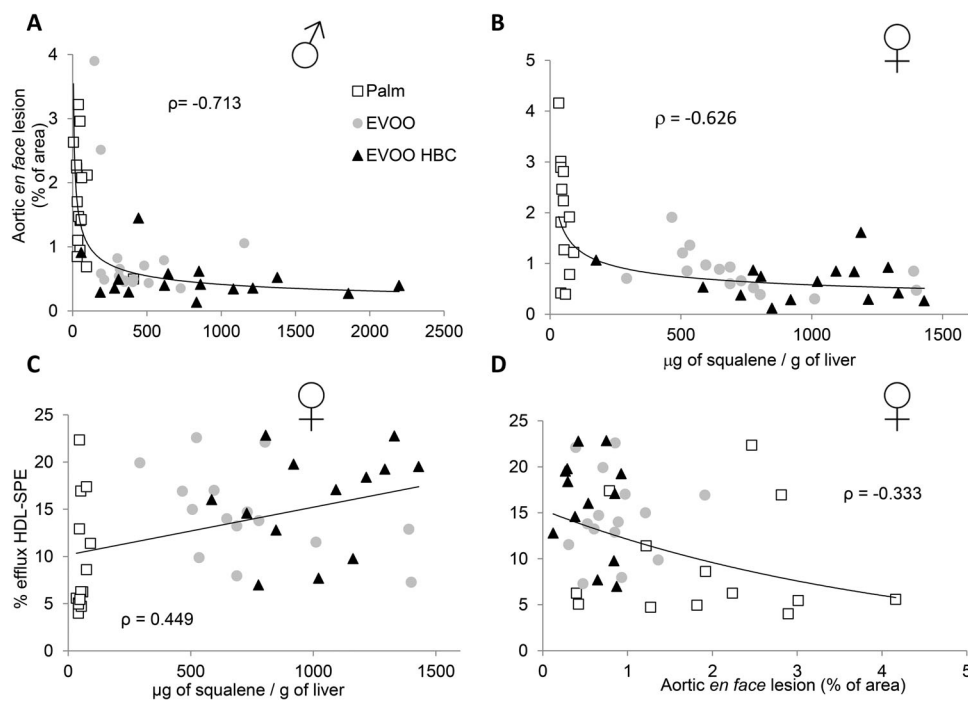 A
B
Aortic en face lesion
(% of area)
4
3
2
1
0
0 500 1000 1500 2000 2500
ρ= -0.713
Palm
EVOO
EVOO HBC
5
4
3
2
1
0
0 500 1000 1500
ρ = -0.626
μg of squalene / g of liver
C
D
% efflux HDL-SPE
25
20
15
10
5
0
0 500 1000 1500
ρ 0.449
µg of squalene / g of liver
25
20
15
10
5
0
0 1 2 3 4 5
ρ -0.333
Aortic en face lesion (% of area)